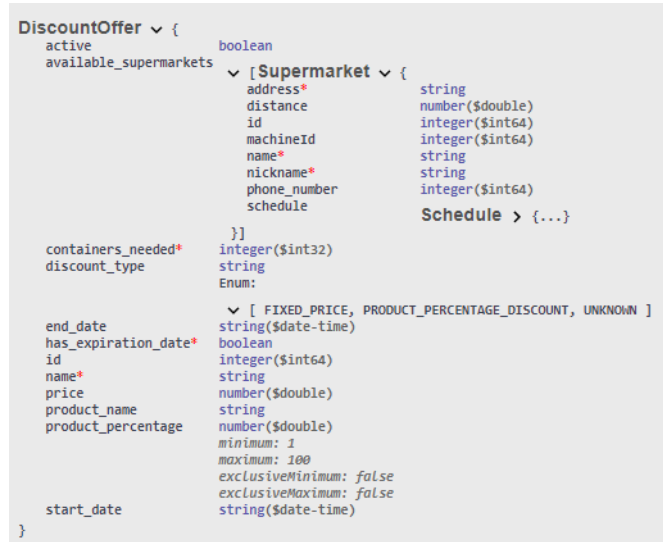 DiscountOffer {
active boolean
available_supermarkets
[Supermarket {
address* string
distance number($double)
id integer($int64)
machineId integer($int64)
name* string
nickname* string
phone_number integer($int64)
schedule
Schedule {...}
}]
containers_needed* integer($int32)
discount_type string
Enum:
[ FIXED_PRICE, PRODUCT_PERCENTAGE_DISCOUNT, UNKNOWN ]
end_date string($date-time)
has_expiration_date* boolean
id integer($int64)
name* string
price number($double)
product_name string
product_percentage number($double)
minimum: 1
maximum: 100
exclusiveMinimum: false
exclusiveMaximum: false
start_date string($date-time)
}